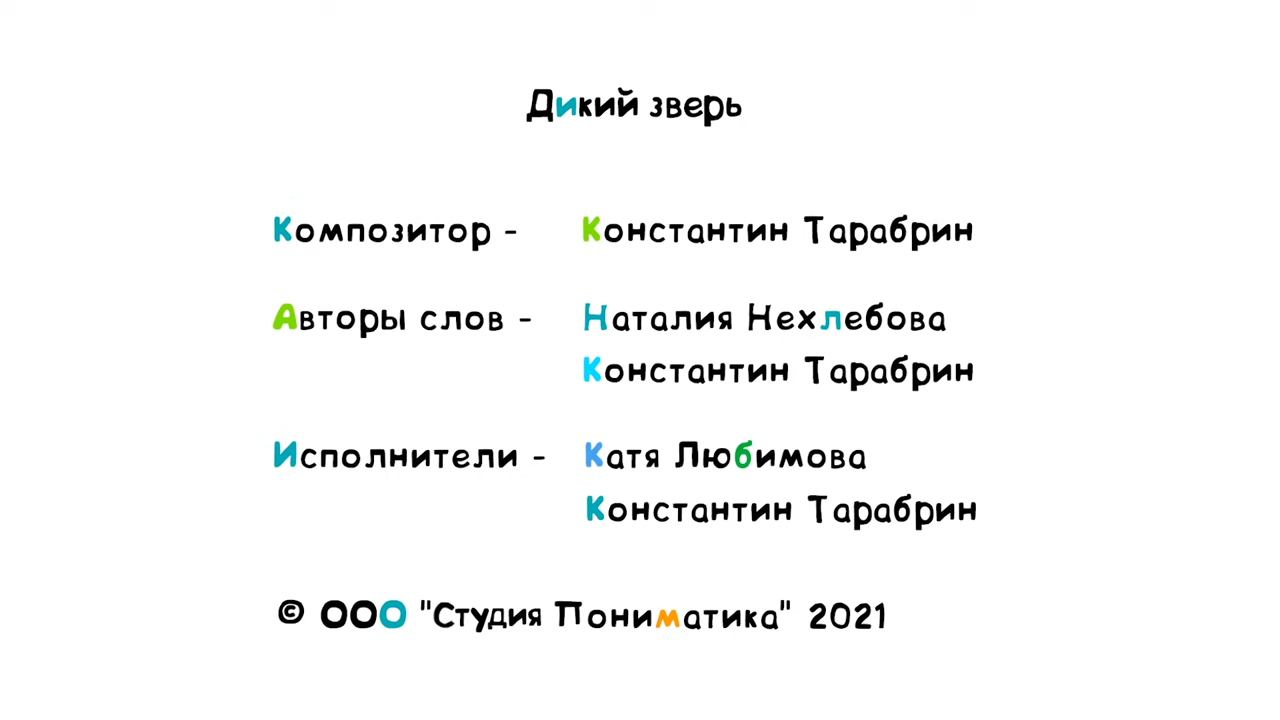 Дикий зверь
Композитор - Константин Тарабрин
Авторы слов - Наталия Нехлебова
Константин Тарабрин
Исполнители - Катя Любимова
Константин Тарабрин
© ООО "Студия Пониматика" 2021